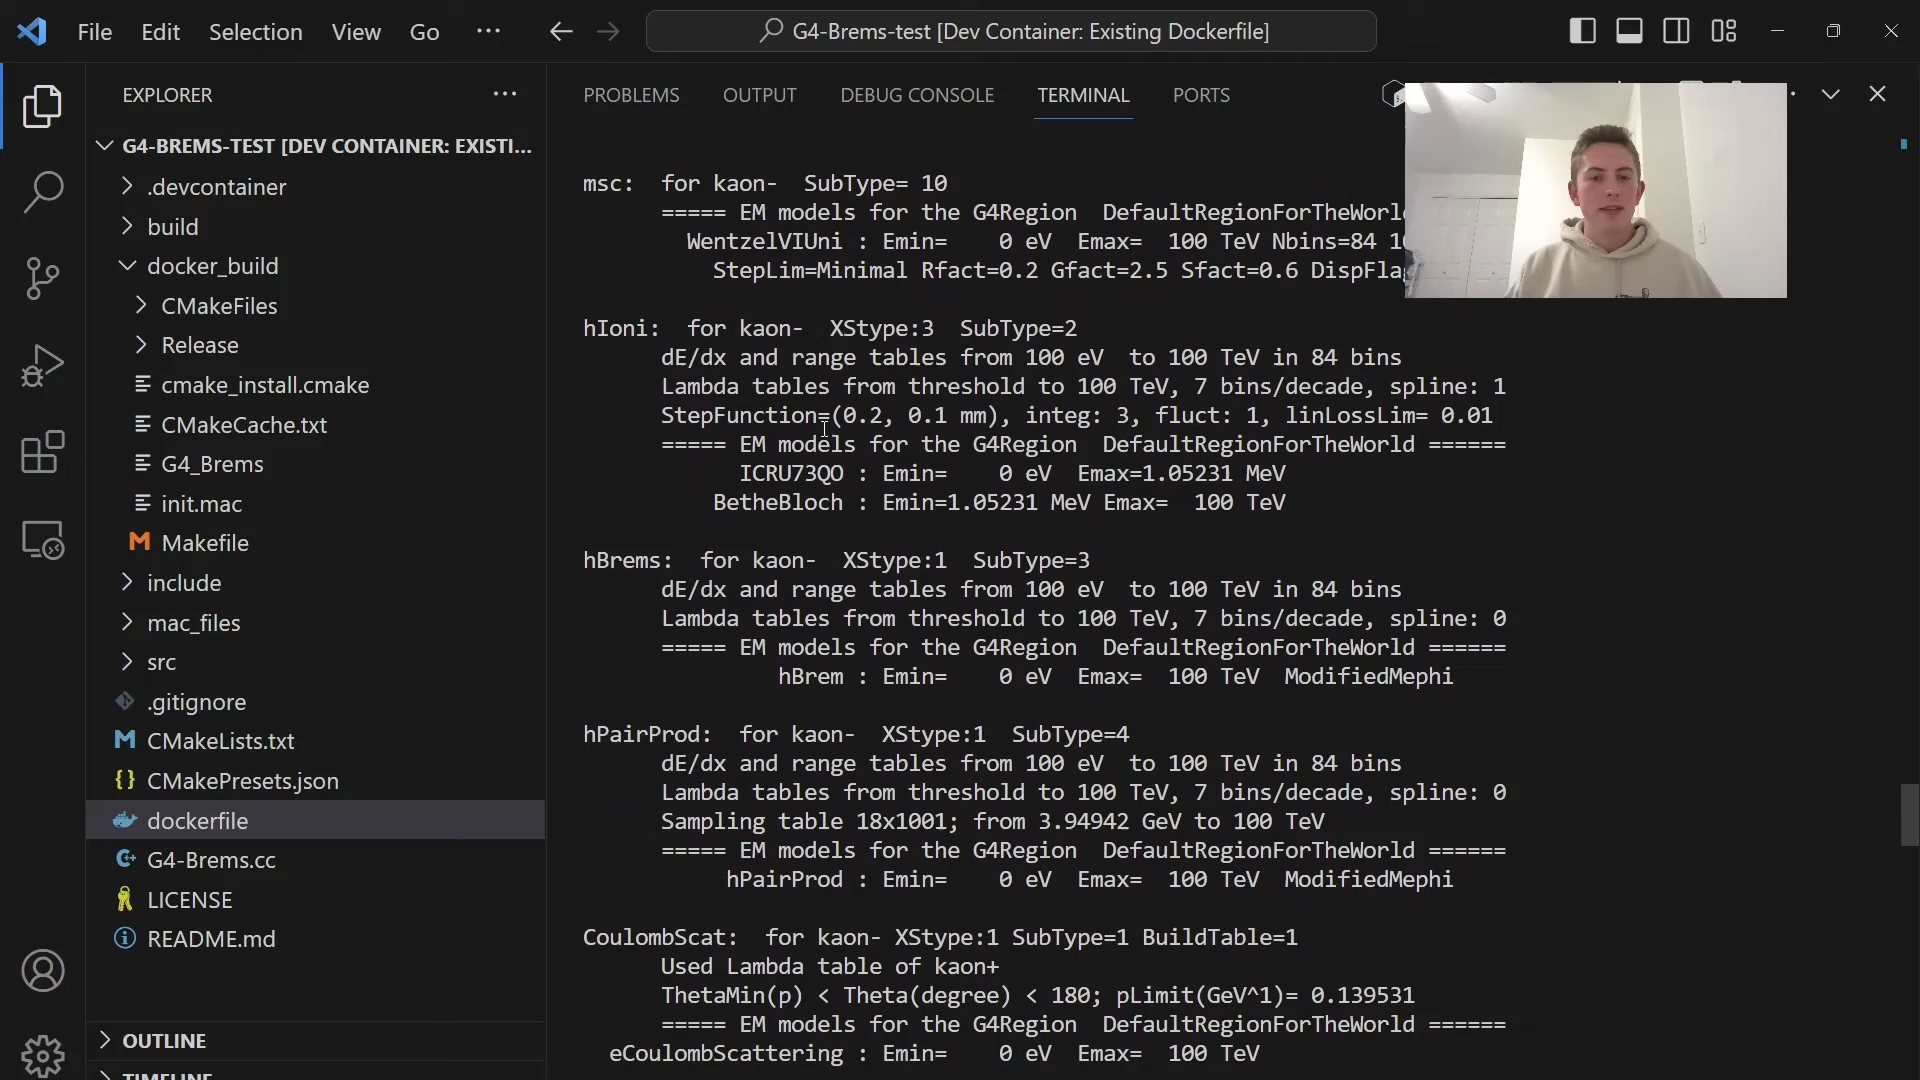 File Edit Selection View Go ···
G4-Brems-test [Dev Container: Existing Dockerfile]
EXPLORER
G4-BREMS-TEST [DEV CONTAINER: EXISTI...
.devcontainer
build
docker_build
CMakeFiles
Release
cmake_install.cmake
CMakeCache.txt
G4_Brems
init.mac
Makefile
include
mac_files
src
.gitignore
CMakeLists.txt
CMakePresets.json
dockerfile
G4-Brems.cc
LICENSE
README.md
OUTLINE
TIMELINE
PROBLEMS OUTPUT DEBUG CONSOLE TERMINAL PORTS
msc: for kaon- SubType= 10
===== EM models for the G4Region DefaultRegionForTheWorl
WentzelVIUni : Emin= 0 eV Emax= 100 TeV Nbins=84
StepLim=Minimal Rfact=0.2 Gfact=2.5 Sfact=0.6 DispFla
hIoni: for kaon- XStype:3 SubType=2
dE/dx and range tables from 100 eV to 100 TeV in 84 bins
Lambda tables from threshold to 100 TeV, 7 bins/decade, spline: 1
StepFunction=(0.2, 0.1 mm), integ: 3, fluct: 1, linLossLim= 0.01
===== EM models for the G4Region DefaultRegionForTheWorld ======
ICRU73QO : Emin= 0 eV Emax=1.05231 MeV
BetheBloch : Emin=1.05231 MeV Emax= 100 TeV
hBrems: for kaon- XStype:1 SubType=3
dE/dx and range tables from 100 eV to 100 TeV in 84 bins
Lambda tables from threshold to 100 TeV, 7 bins/decade, spline: 0
===== EM models for the G4Region DefaultRegionForTheWorld ======
hBrem : Emin= 0 eV Emax= 100 TeV ModifiedMephi
hPairProd: for kaon- XStype:1 SubType=4
dE/dx and range tables from 100 eV to 100 TeV in 84 bins
Lambda tables from threshold to 100 TeV, 7 bins/decade, spline: 0
Sampling table 18x1001; from 3.94942 GeV to 100 TeV
===== EM models for the G4Region DefaultRegionForTheWorld ======
hPairProd : Emin= 0 eV Emax= 100 TeV ModifiedMephi
CoulombScat: for kaon- XStype:1 SubType=1 BuildTable=1
Used Lambda table of kaon+
ThetaMin(p) < Theta(degree) < 180; pLimit(GeV^1)= 0.139531
===== EM models for the G4Region DefaultRegionForTheWorld ======
eCoulombScattering : Emin= 0 eV Emax= 100 TeV